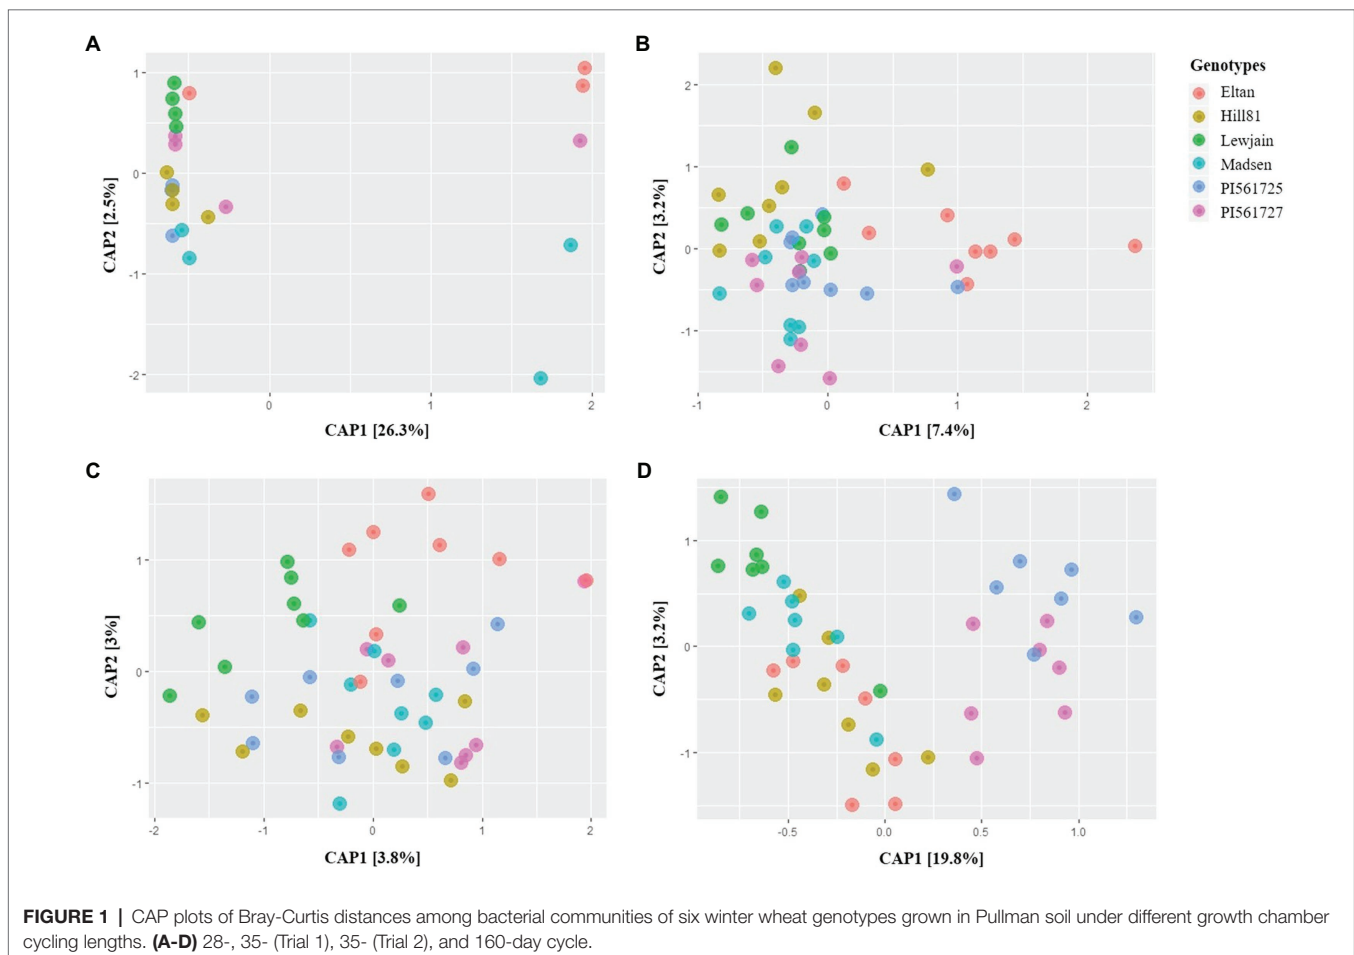 A
CAP2 [2.5%]
1
0
-1
-2
0
1
2
CAP1 [26.3%]
B
CAP2 [3.2%]
2
1
0
-1
-1
0
1
2
CAP1 [7.4%]
Genotypes
Eltan
Hill81
Lewjain
Madsen
PI561725
PI561727
C
CAP2 [3%]
1
0
-1
-2
-1
0
1
2
CAP1 [3.8%]
D
CAP2 [3.2%]
1
0
-1
-0.5
0.0
0.5
1.0
CAP1 [19.8%]
FIGURE 1 | CAP plots of Bray-Curtis distances among bacterial communities of six winter wheat genotypes grown in Pullman soil under different growth chamber
cycling lengths. (A-D) 28-, 35- (Trial 1), 35- (Trial 2), and 160-day cycle.